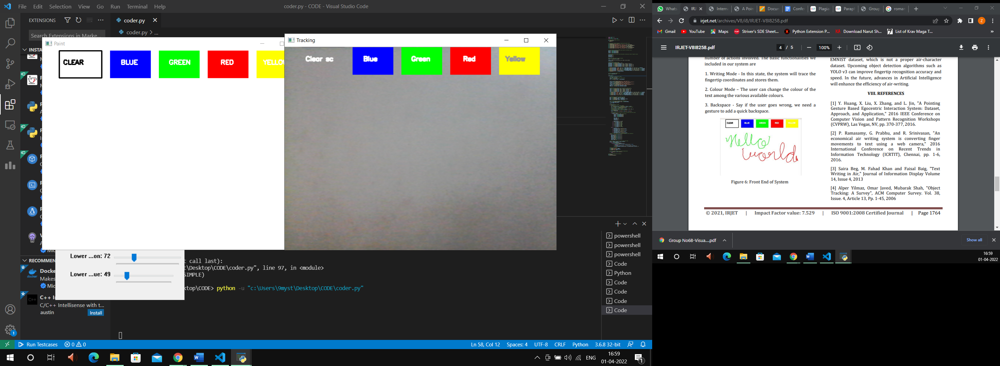 File Edit Selection View Go Run Terminal Help
coder.py - CODE - Visual Studio Code
EXTENSIONS
Search Extensions in Marke...
coder.py
coder.py > ...
Paint
CLEAR
BLUE
GREEN
RED
Tracking
Clear sc
Blue
Green
Red
Yellow
RECOMMEN
Docke
Makes
Mic
C++ I
C/C++ Intellisense with t...
austin
Install
Lower ...on: 72
Lower ...ue: 49
t call last):
t\Desktop\CODE\coder.py", line 97, in <module>
SIMPLE)
ktop\CODE> python -u "c:\Users\9myst\Desktop\CODE\coder.py"
powershell
powershell
powershell
Code
Python
Code
Code
Code
Code
Run Testcases 0 0
Ln 58, Col 12 Spaces: 4 UTF-8 CRLF Python 3.6.8 32-bit
1
ENG
16:59
01-04-2022
1
Whats
IRJ
Intern
A Poin
Docum
Confer
Plagia
Parap
Group
roman
irjet.net/archives/V8/i8/IRJET-V8I8258.pdf
Z
Gmail YouTube Maps Striver's SDE Sheet... Python Extension P... Download Narut Sh... List of Krav Maga T...
IRJET-V8I8258.pdf
4 / 5
100%
number of actions involved. The basic functionalities we
included in our system are
1. Writing Mode - In this state, the system will trace the
fingertip coordinates and stores them.
2. Colour Mode – The user can change the colour of the
text among the various available colours.
3. Backspace - Say if the user goes wrong, we need a
gesture to add a quick backspace.
CLEAR BLUE GREEN RED YELLOW
Hello
World
Figure 6: Front End of System
EMNIST dataset, which is not a proper air-character
dataset. Upcoming object detection algorithms such as
YOLO v3 can improve fingertip recognition accuracy and
speed. In the future, advances in Artificial Intelligence
will enhance the efficiency of air-writing.
VIII. REFERENCES
[1] Y. Huang, X. Liu, X. Zhang, and L. Jin, "A Pointing
Gesture Based Egocentric Interaction System: Dataset,
Approach, and Application," 2016 IEEE Conference on
Computer Vision and Pattern Recognition Workshops
(CVPRW), Las Vegas, NV, pp. 370-377, 2016.
[2] P. Ramasamy, G. Prabhu, and R. Srinivasan, "An
economical air writing system is converting finger
movements to text using a web camera," 2016
International Conference on Recent Trends in
Information Technology (ICRTIT), Chennai, pp. 1-6,
2016.
[3] Saira Beg, M. Fahad Khan and Faisal Baig, "Text
Writing in Air," Journal of Information Display Volume
14, Issue 4, 2013
[4] Alper Yilmaz, Omar Javed, Mubarak Shah, "Object
Tracking: A Survey", ACM Computer Survey. Vol. 38,
Issue. 4, Article 13, Pp. 1-45, 2006
© 2021, IRJET | Impact Factor value: 7.529 | ISO 9001:2008 Certified Journal | Page 1764
Group No6B-Visua....pdf
Show all
16:59
01-04-2022